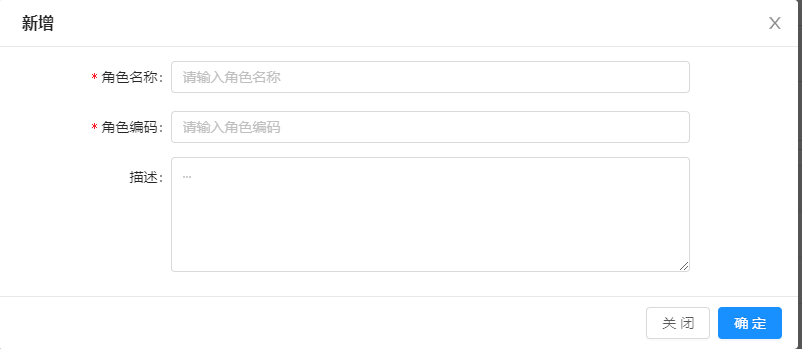 新增
* 角色名称：
请输入角色名称
* 角色编码：
请输入角色编码
描述：
...
关 闭
确 定